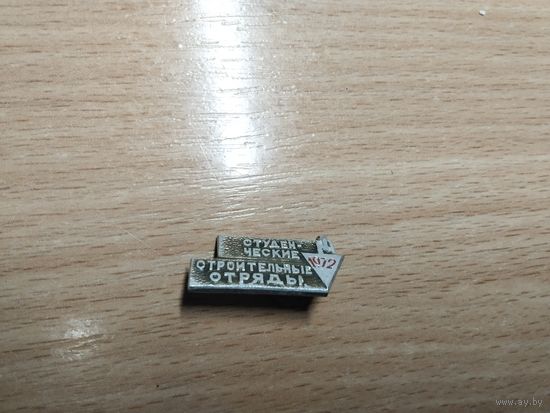 СТУДЕН-
ЧЕСКИЕ
1972
СТРОИТЕЛЬНЫЕ
ОТРЯДЫ
www.ay.by